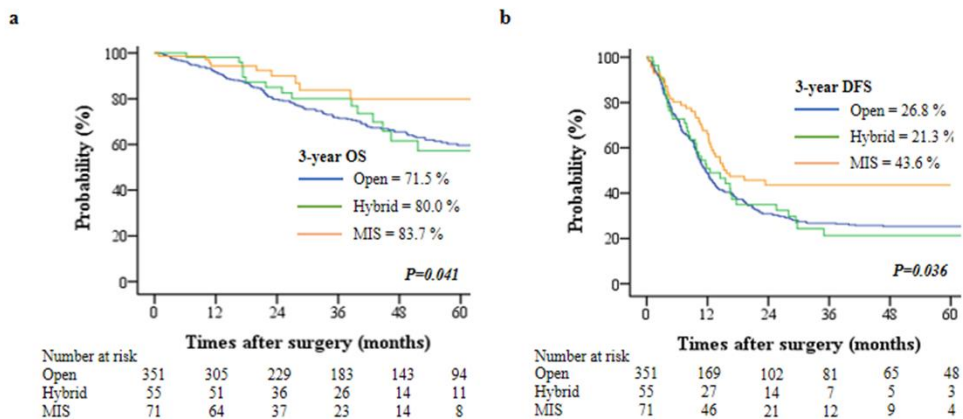 a
100
80
60
40
20
0
Probability (%)
3-year OS
Open = 71.5 %
Hybrid = 80.0 %
MIS = 83.7 %
P=0.041
0 12 24 36 48 60
Times after surgery (months)
Number at risk
Open 351 305 229 183 143 94
Hybrid 55 51 36 26 14 11
MIS 71 64 37 23 14 8
b
100
80
60
40
20
0
Probability (%)
3-year DFS
Open = 26.8 %
Hybrid = 21.3 %
MIS = 43.6 %
P=0.036
0 12 24 36 48 60
Times after surgery (months)
Number at risk
Open 351 169 102 81 65 48
Hybrid 55 27 14 7 5 3
MIS 71 46 21 12 9 4